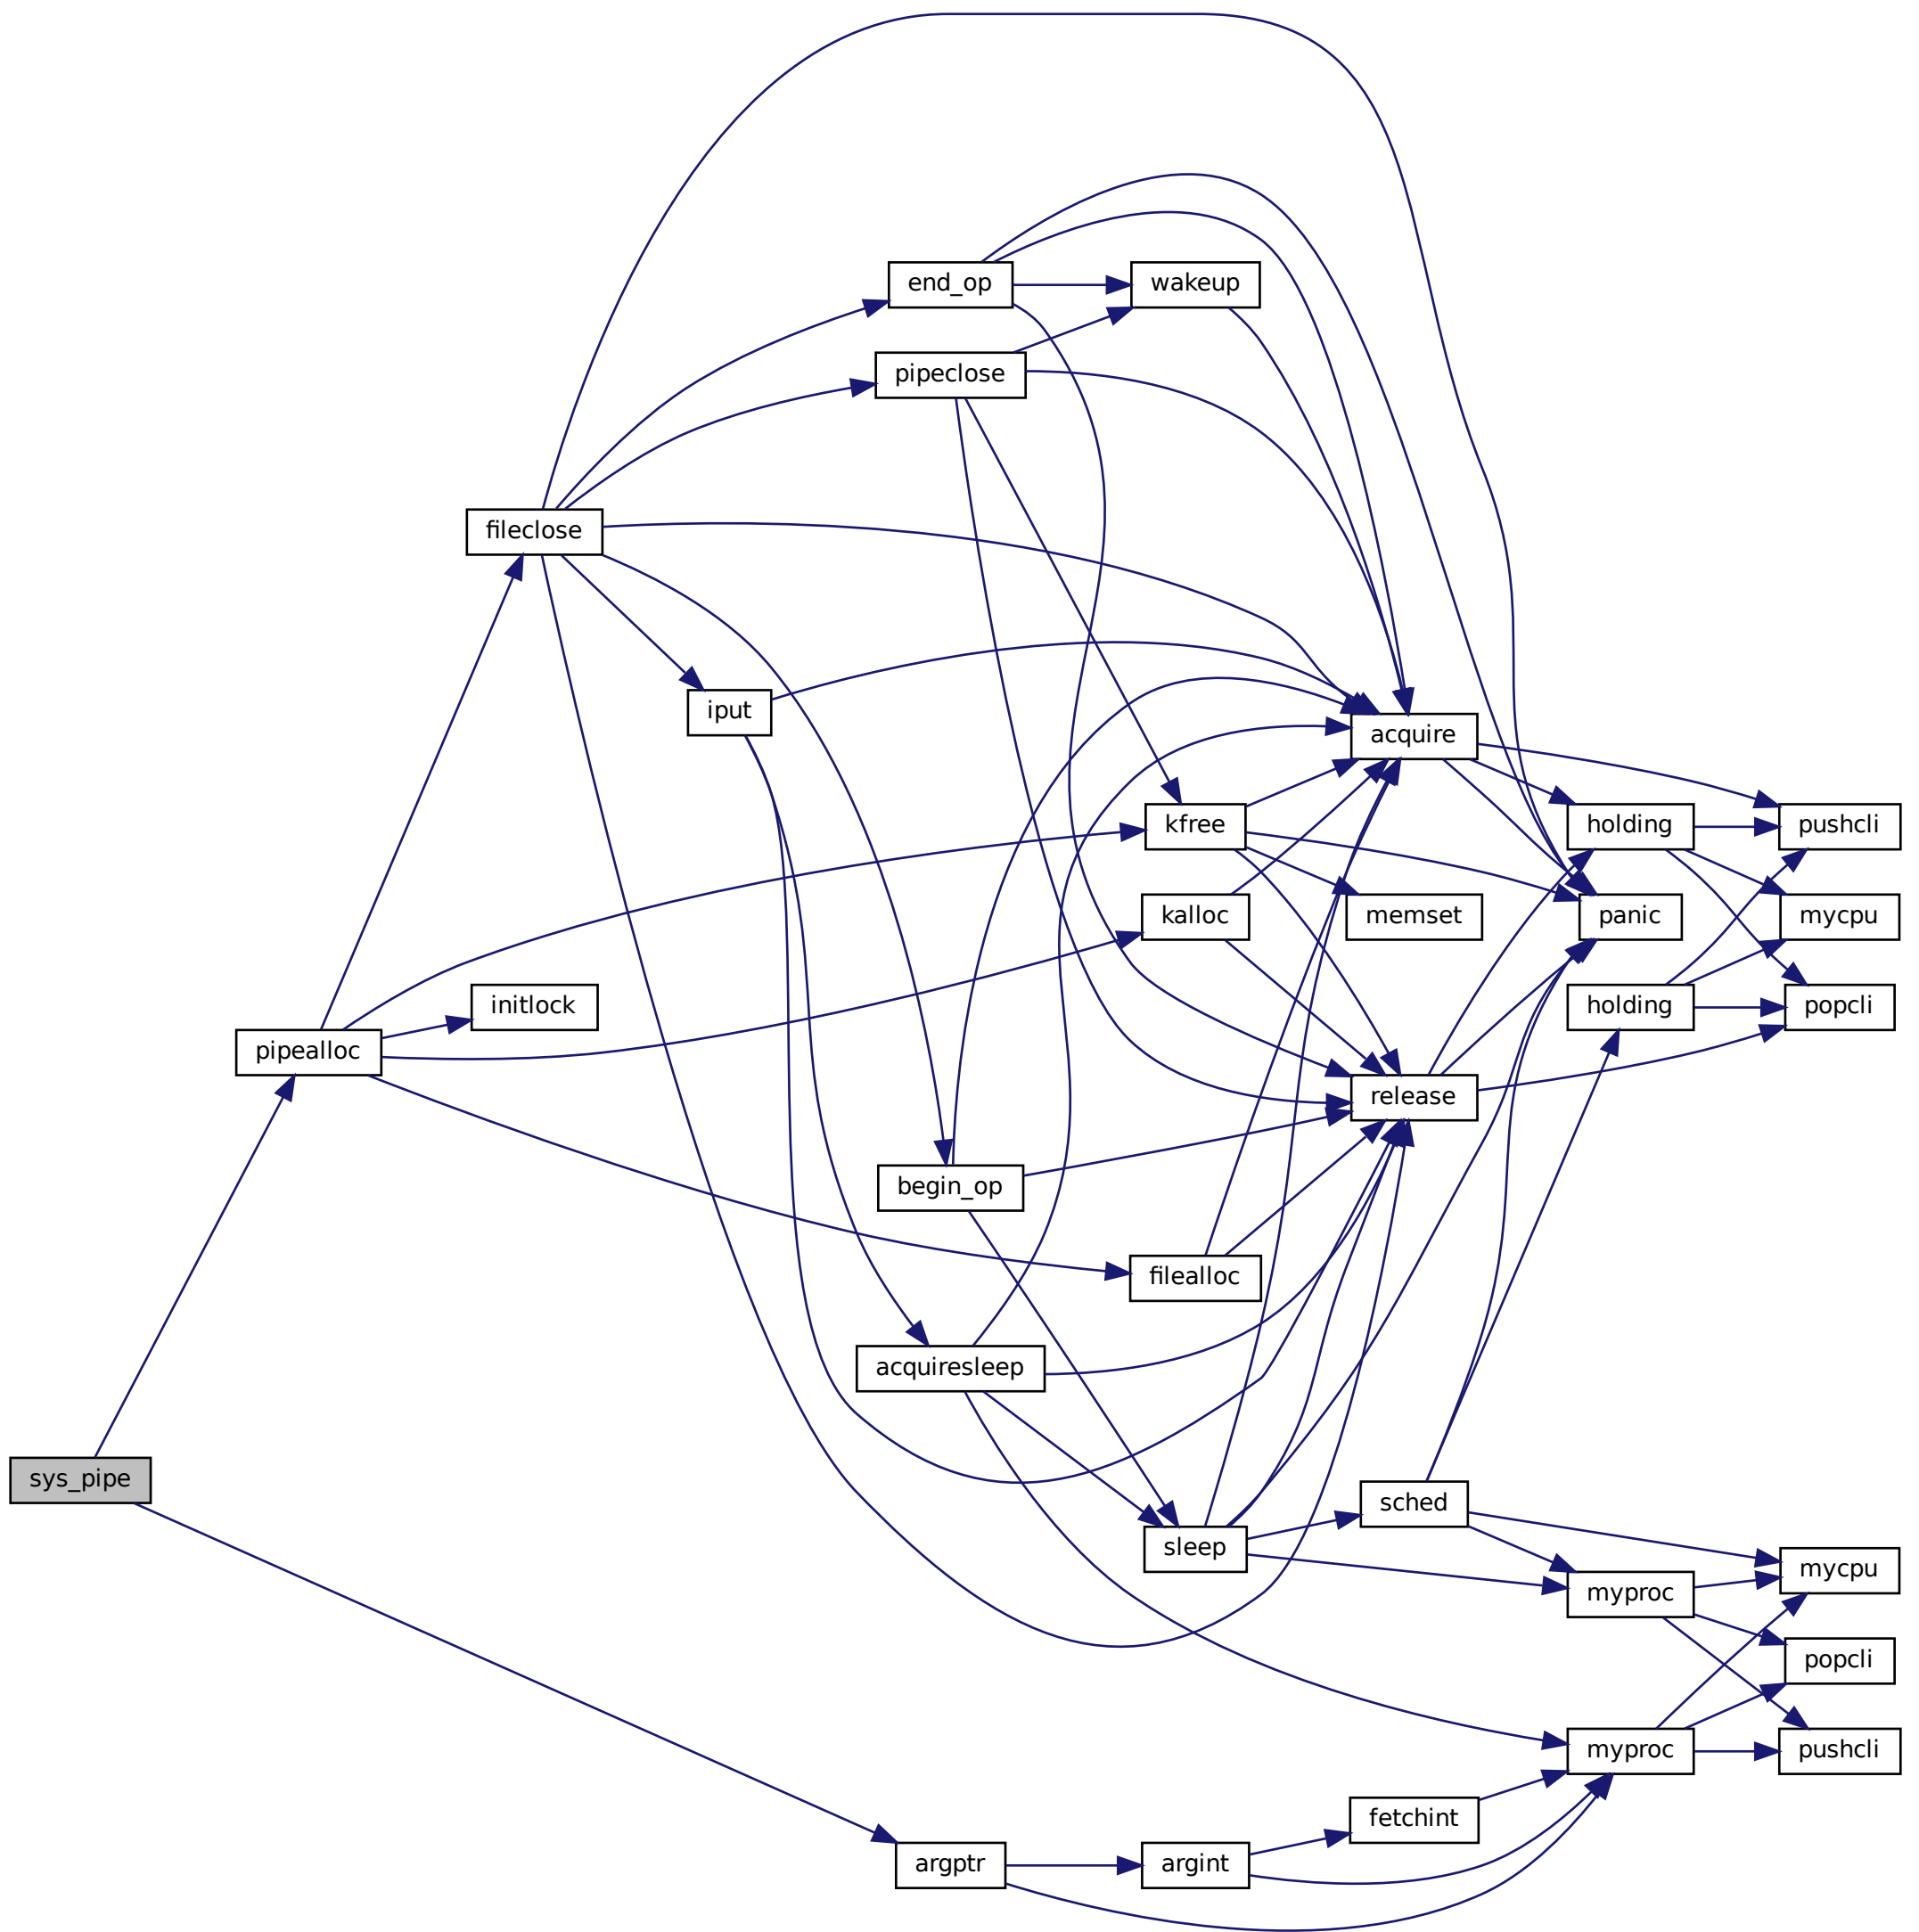 end_op
wakeup
pipeclose
fileclose
iput
acquire
kfree
holding
pushcli
kalloc
memset
panic
mycpu
initlock
holding
popcli
pipealloc
release
begin_op
filealloc
acquiresleep
sys_pipe
sched
sleep
mycpu
myproc
popcli
myproc
pushcli
fetchint
argptr
argint